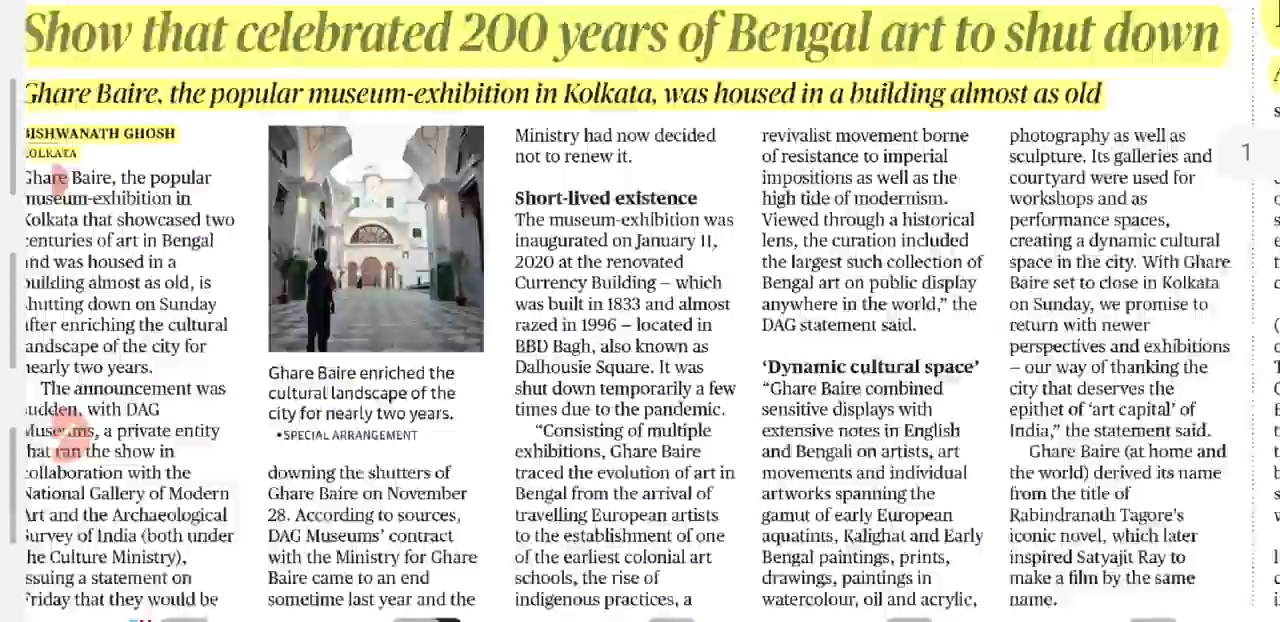 Show that celebrated 200 years of Bengal art to shut down
Ghare Baire, the popular museum-exhibition in Kolkata, was housed in a building almost as old
BISHWANATH GHOSH
KOLKATA
Ghare Baire, the popular
museum-exhibition in
Kolkata that showcased two
centuries of art in Bengal
and was housed in a
building almost as old, is
shutting down on Sunday
after enriching the cultural
landscape of the city for
nearly two years.
The announcement was
sudden, with DAG
Museums, a private entity
that ran the show in
collaboration with the
National Gallery of Modern
Art and the Archaeological
Survey of India (both under
the Culture Ministry),
issuing a statement on
Friday that they would be
Ghare Baire enriched the
cultural landscape of the
city for nearly two years.
•SPECIAL ARRANGEMENT
downing the shutters of
Ghare Baire on November
28. According to sources,
DAG Museums' contract
with the Ministry for Ghare
Baire came to an end
sometime last year and the
Ministry had now decided
not to renew it.
Short-lived existence
The museum-exhibition was
inaugurated on January 11,
2020 at the renovated
Currency Building – which
was built in 1833 and almost
razed in 1996 – located in
BBD Bagh, also known as
Dalhousie Square. It was
shut down temporarily a few
times due to the pandemic.
"Consisting of multiple
exhibitions, Ghare Baire
traced the evolution of art in
Bengal from the arrival of
travelling European artists
to the establishment of one
of the earliest colonial art
schools, the rise of
indigenous practices, a
revivalist movement borne
of resistance to imperial
impositions as well as the
high tide of modernism.
Viewed through a historical
lens, the curation included
the largest such collection of
Bengal art on public display
anywhere in the world," the
DAG statement said.
'Dynamic cultural space'
"Ghare Baire combined
sensitive displays with
extensive notes in English
and Bengali on artists, art
movements and individual
artworks spanning the
gamut of early European
aquatints, Kalighat and Early
Bengal paintings, prints,
drawings, paintings in
watercolour, oil and acrylic,
photography as well as
sculpture. Its galleries and
courtyard were used for
workshops and as
performance spaces,
creating a dynamic cultural
space in the city. With Ghare
Baire set to close in Kolkata
on Sunday, we promise to
return with newer
perspectives and exhibitions
– our way of thanking the
city that deserves the
epithet of 'art capital' of
India," the statement said.
Ghare Baire (at home and
the world) derived its name
from the title of
Rabindranath Tagore's
iconic novel, which later
inspired Satyajit Ray to
make a film by the same
name.
1